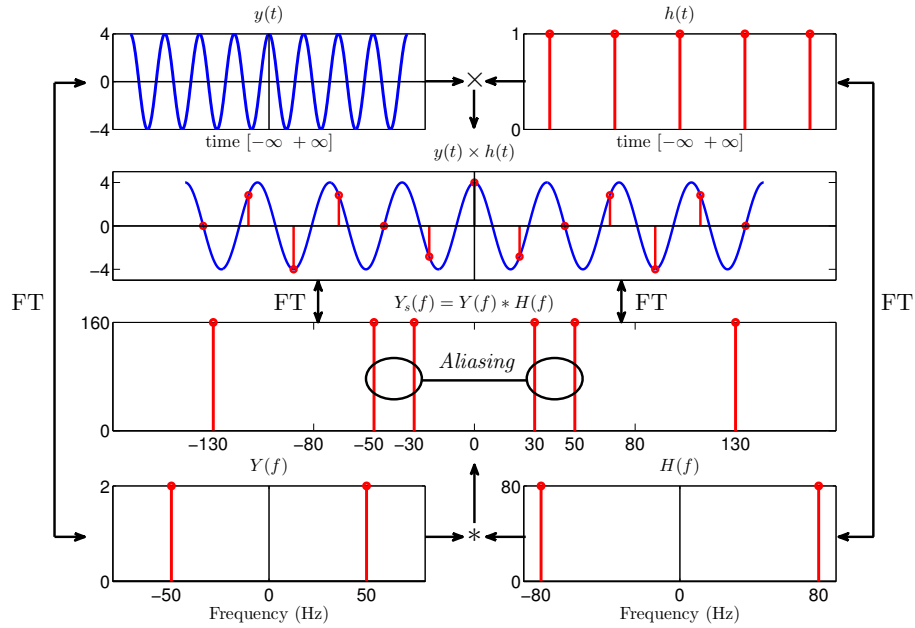 y(t)
h(t)
4
0
−4
1
0
×
time [−∞ +∞]
time [−∞ +∞]
y(t) × h(t)
4
0
−4
FT
FT
FT
Y_s(f) = Y(f) * H(f)
FT
160
0
Aliasing
−130 −80 −50 −30 0 30 50 80 130
Y(f)
H(f)
2
0
80
0
*
−50 0 50
−80 0 80
Frequency (Hz)
Frequency (Hz)